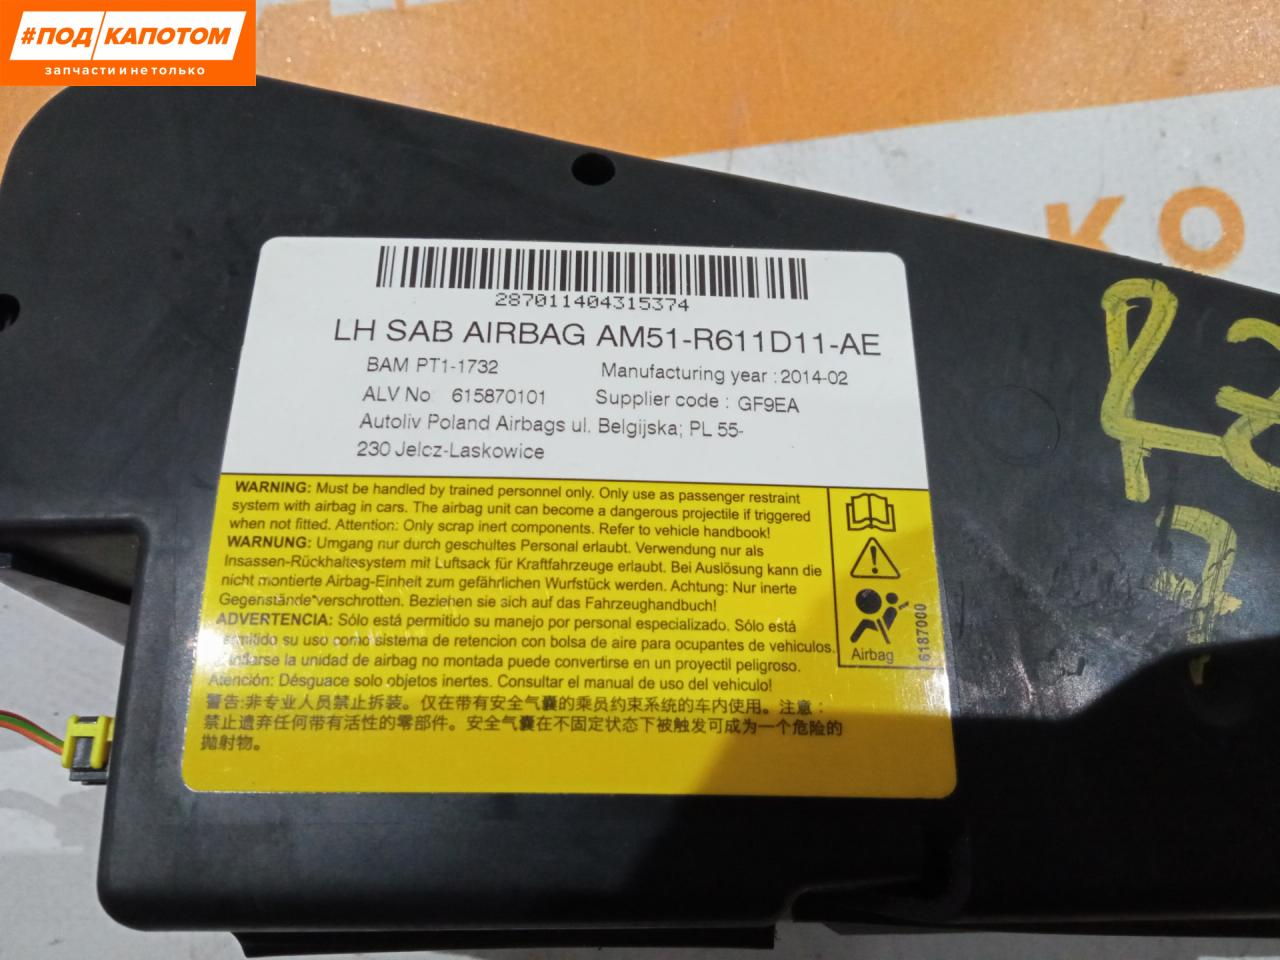 #ПОД КАПОТОМ
запчасти и не только
К О
287011404315374
LH SAB AIRBAG AM51-R611D11-AE
BAM PT1-1732 Manufacturing year : 2014-02
ALV No 615870101 Supplier code : GF9EA
Autoliv Poland Airbags ul. Belgijska; PL 55-
230 Jelcz-Laskowice
WARNING: Must be handled by trained personnel only. Only use as passenger restraint
system with airbag in cars. The airbag unit can become a dangerous projectile if triggered
when not fitted. Attention: Only scrap inert components. Refer to vehicle handbook!
WARNUNG: Umgang nur durch geschultes Personal erlaubt. Verwendung nur als
Insassen-Rückhaltesystem mit Luftsack für Kraftfahrzeuge erlaubt. Bei Auslösung kann die
nicht montierte Airbag-Einheit zum gefährlichen Wurfstück werden. Achtung: Nur inerte
Gegenstände verschrotten. Beziehen sie sich auf das Fahrzeughandbuch!
ADVERTENCIA: Sólo está permitido su manejo por personal especializado. Sólo está
permitido su uso como sistema de retencion con bolsa de aire para ocupantes de vehiculos.
Inflarse la unidad de airbag no montada puede convertirse en un proyectil peligroso.
Atención: Désguace solo objetos inertes. Consultar el manual de uso del vehiculo!
警告:非专业人员禁止拆装。仅在带有安全气囊的乘员约束系统的车内使用。注意:
禁止遗弃任何带有活性的零部件。安全气囊在不固定状态下被触发可成为一个危险的
抛射物。
Airbag
6187000
7